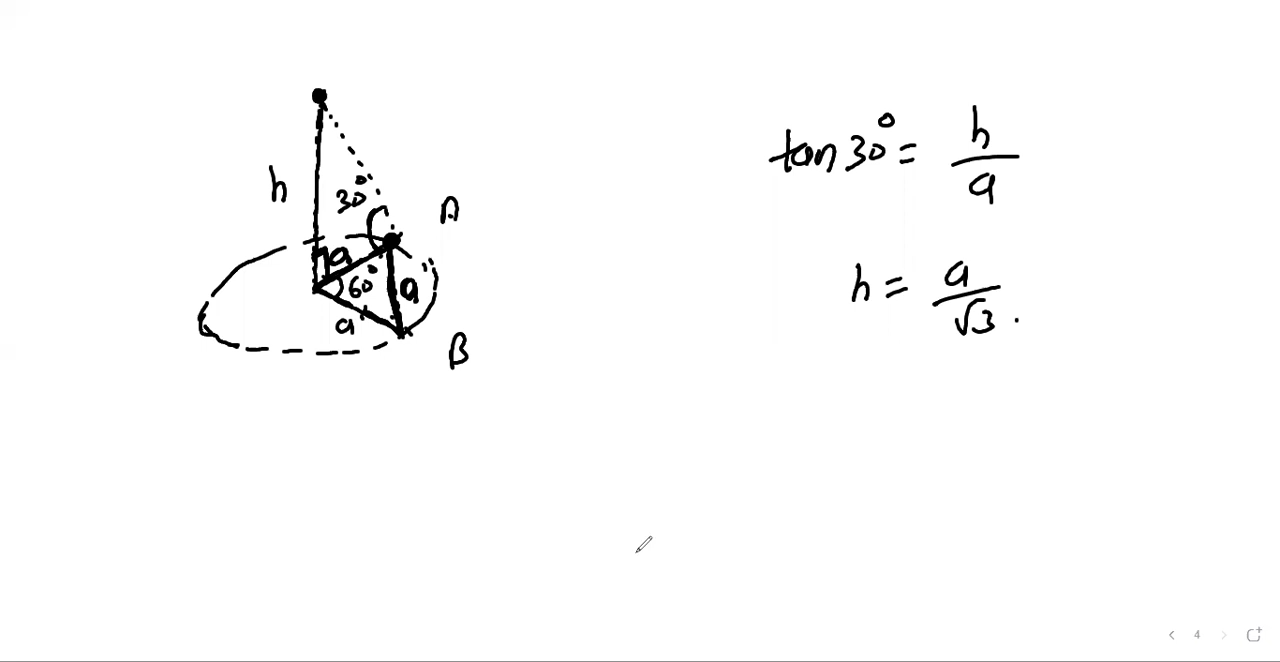 h
30°
A
a
60°
a
a"
B
tan 30° = h/a
h = a/√3.
4